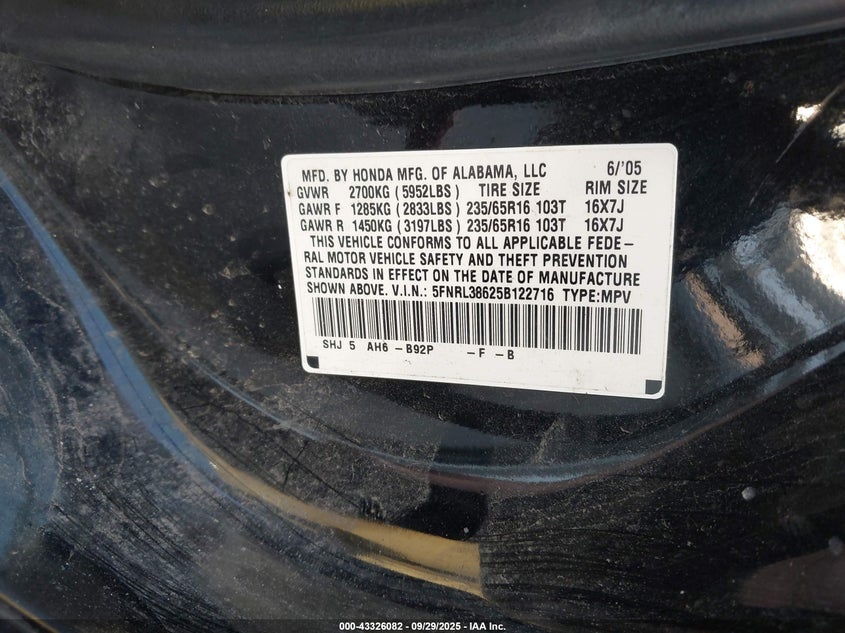 MFD. BY HONDA MFG. OF ALABAMA, LLC 6/'05
GVWR 2700KG (5952LBS) TIRE SIZE RIM SIZE
GAWR F 1285KG (2833LBS) 235/65R16 103T 16X7J
GAWR R 1450KG (3197LBS) 235/65R16 103T 16X7J
THIS VEHICLE CONFORMS TO ALL APPLICABLE FEDE –
RAL MOTOR VEHICLE SAFETY AND THEFT PREVENTION
STANDARDS IN EFFECT ON THE DATE OF MANUFACTURE
SHOWN ABOVE. V.I.N.: 5FNRL38625B122716 TYPE:MPV
SHJ 5 AH6 – B92P – F – B
000-43326082 - 09/29/2025 - IAA Inc.